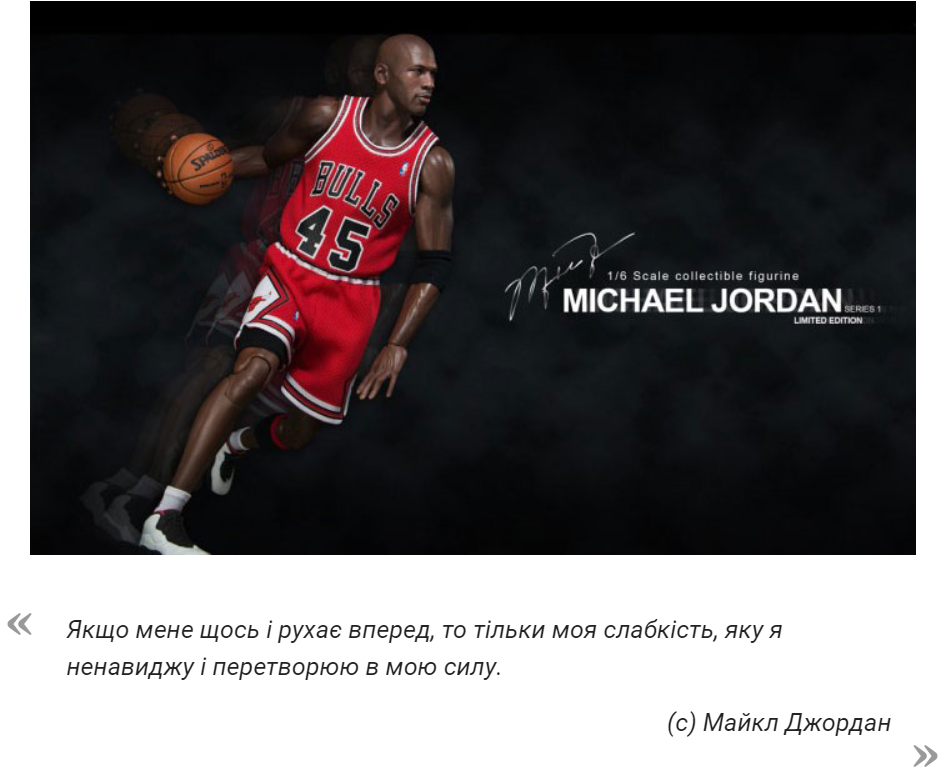 SPALDING
BULLS
45
1/6 Scale collectible figurine
MICHAEL JORDAN SERIES 1
LIMITED EDITION
«
Якщо мене щось і рухає вперед, то тільки моя слабкість, яку я
ненавиджу і перетворюю в мою силу.
(с) Майкл Джордан
»